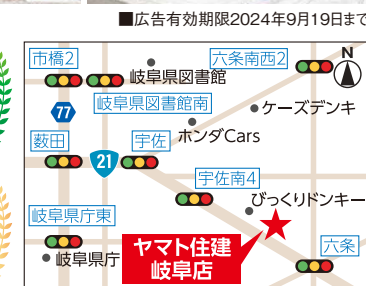 ■広告有効期限2024年9月19日まで
市橋2
六条南西2
N
岐阜県図書館
77
岐阜県図書館南
ケーズデンキ
ホンダCars
薮田
21
宇佐
宇佐南4
びっくりドンキー
岐阜県庁東
ヤマト住建
岐阜店
六条
岐阜県庁